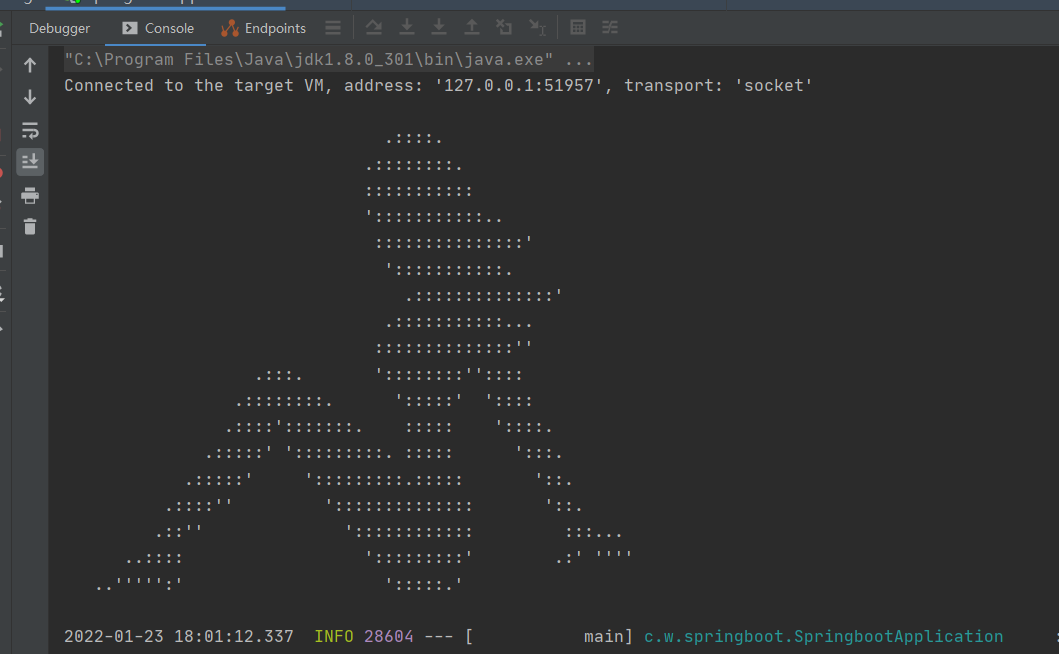 Debugger Console Endpoints
"C:\Program Files\Java\jdk1.8.0_301\bin\java.exe" ...
Connected to the target VM, address: '127.0.0.1:51957', transport: 'socket'
.::::.
.::::::::.
:::::::::::
':::::::::::..
:::::::::::::::'
':::::::::::.
.::::::::::::::'
.:::::::::::...
::::::::::::::''
.:::. '::::::::''::::
.::::::::. ':::::' '::::
.::::':::::::. ::::: '::::.
.:::::' ':::::::::. ::::: ':::.
.:::::' ':::::::::.::::: '::.
.::::'' ':::::::::::::: '::.
.::'' ':::::::::::: :::...
..:::: ':::::::::' .:' ''''
..''''':' ':::::.'
2022-01-23 18:01:12.337 INFO 28604 --- [ main] c.w.springboot.SpringbootApplication